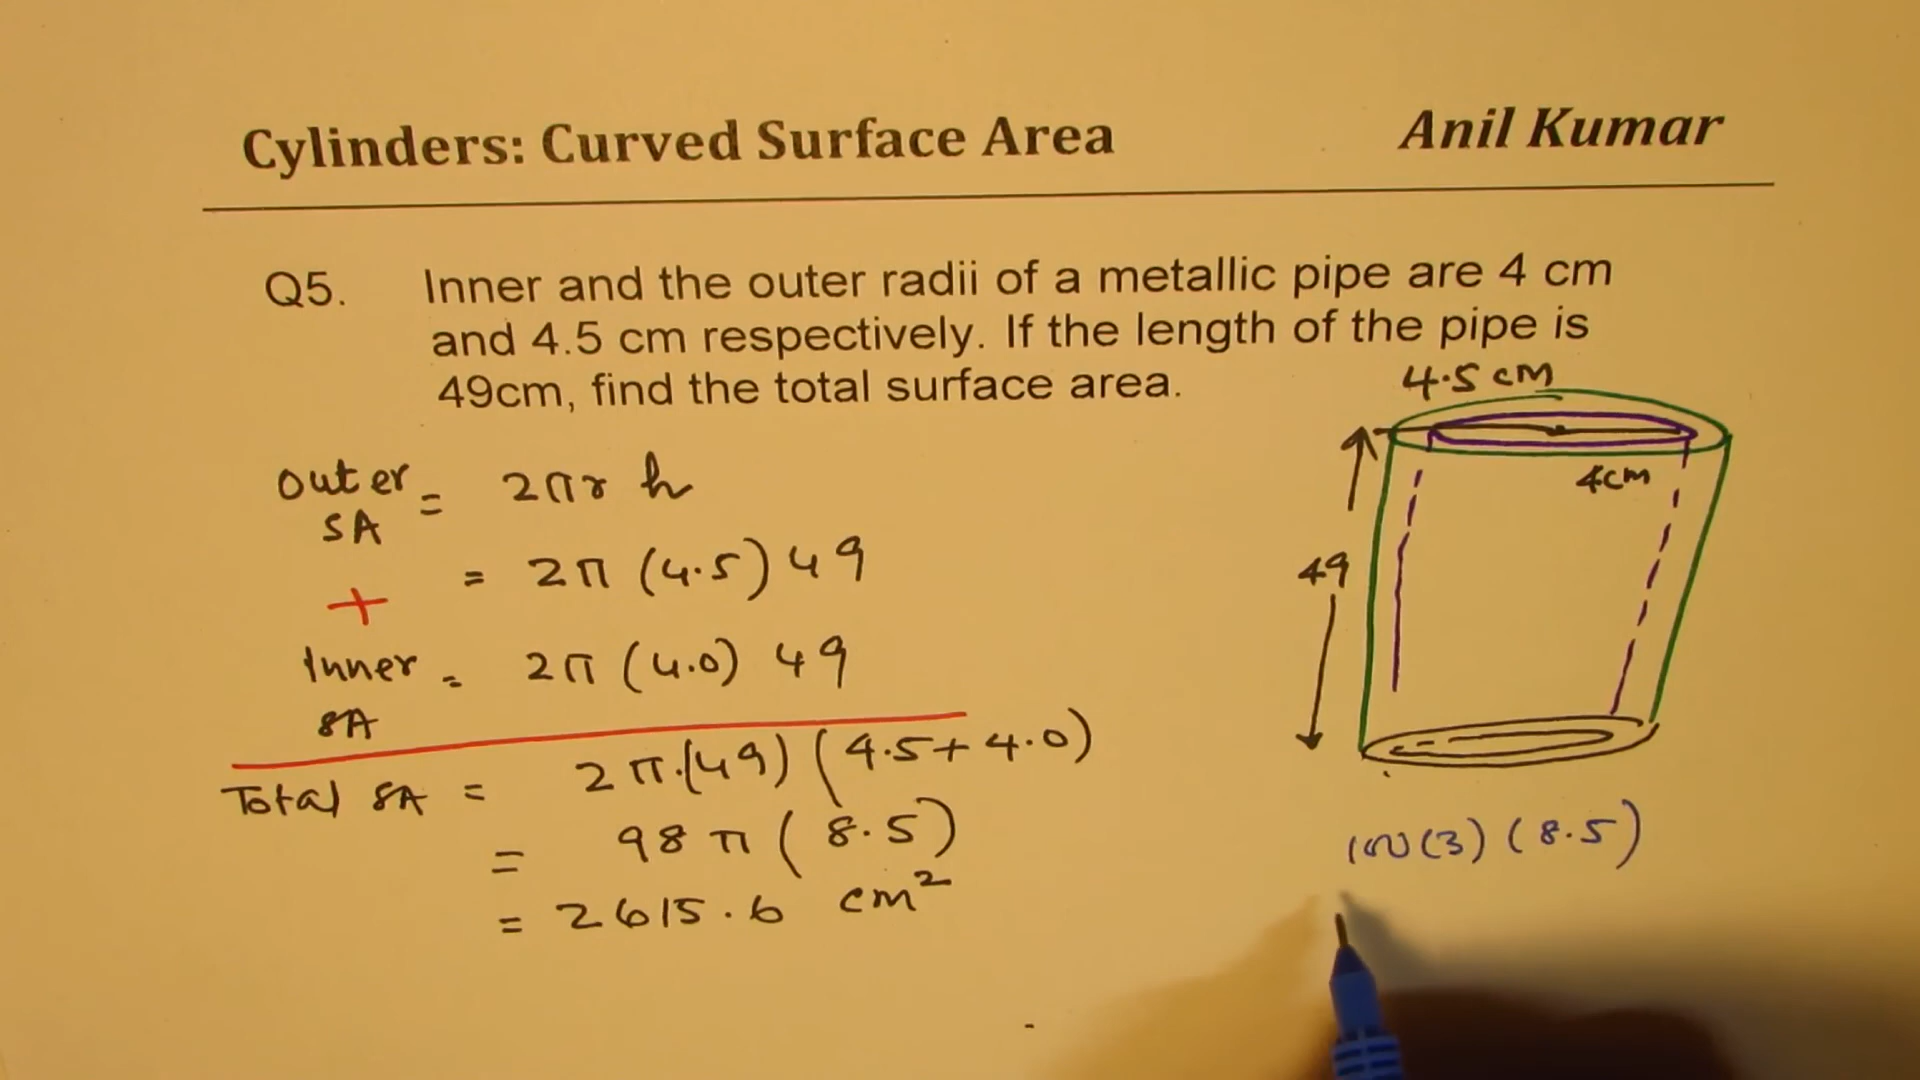 Cylinders: Curved Surface Area
Anil Kumar
Q5. Inner and the outer radii of a metallic pipe are 4 cm
and 4.5 cm respectively. If the length of the pipe is
49cm, find the total surface area.
4.5 cm
4cm
49
outer SA = 2πr h
= 2π (4.5) 49
+
Inner SA = 2π (4.0) 49
Total SA = 2π.(49) (4.5+4.0)
= 98 π (8.5)
= 2615.6 cm²
100(3)(8.5)